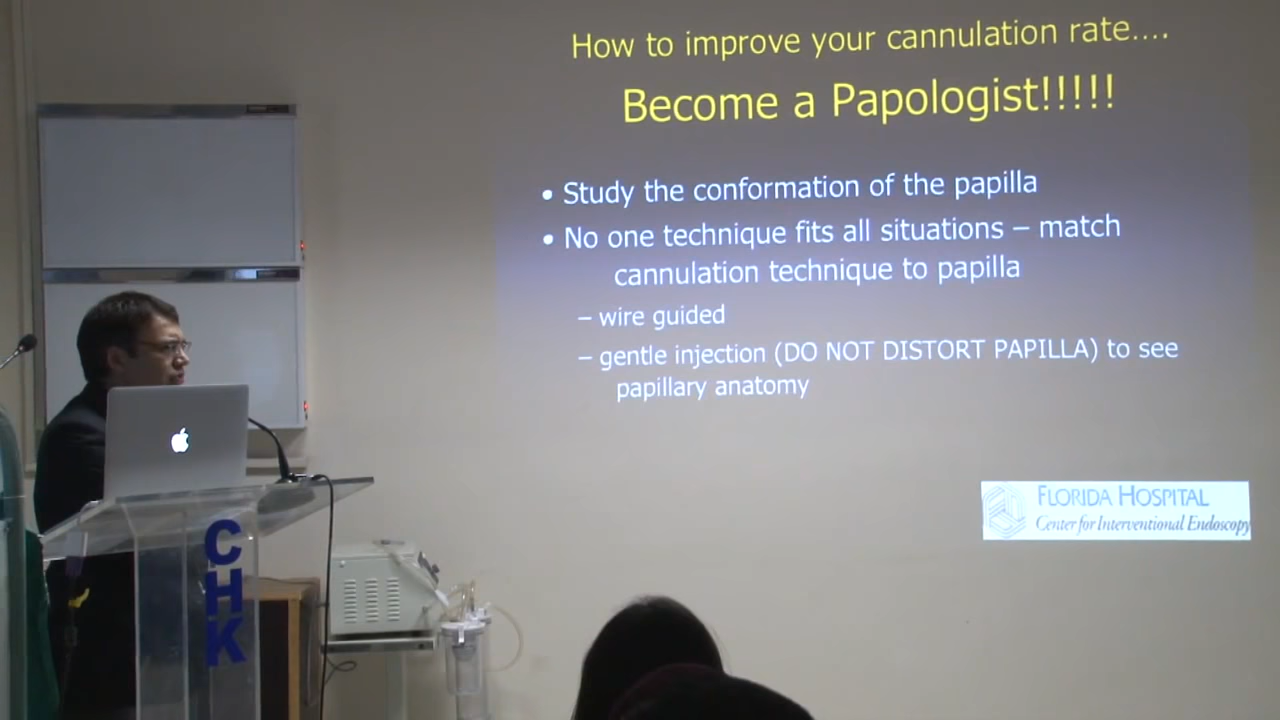 How to improve your cannulation rate....
Become a Papologist!!!!!
• Study the conformation of the papilla
• No one technique fits all situations – match
cannulation technique to papilla
– wire guided
– gentle injection (DO NOT DISTORT PAPILLA) to see
papillary anatomy
FLORIDA HOSPITAL
Center for Interventional Endoscopy
CHK